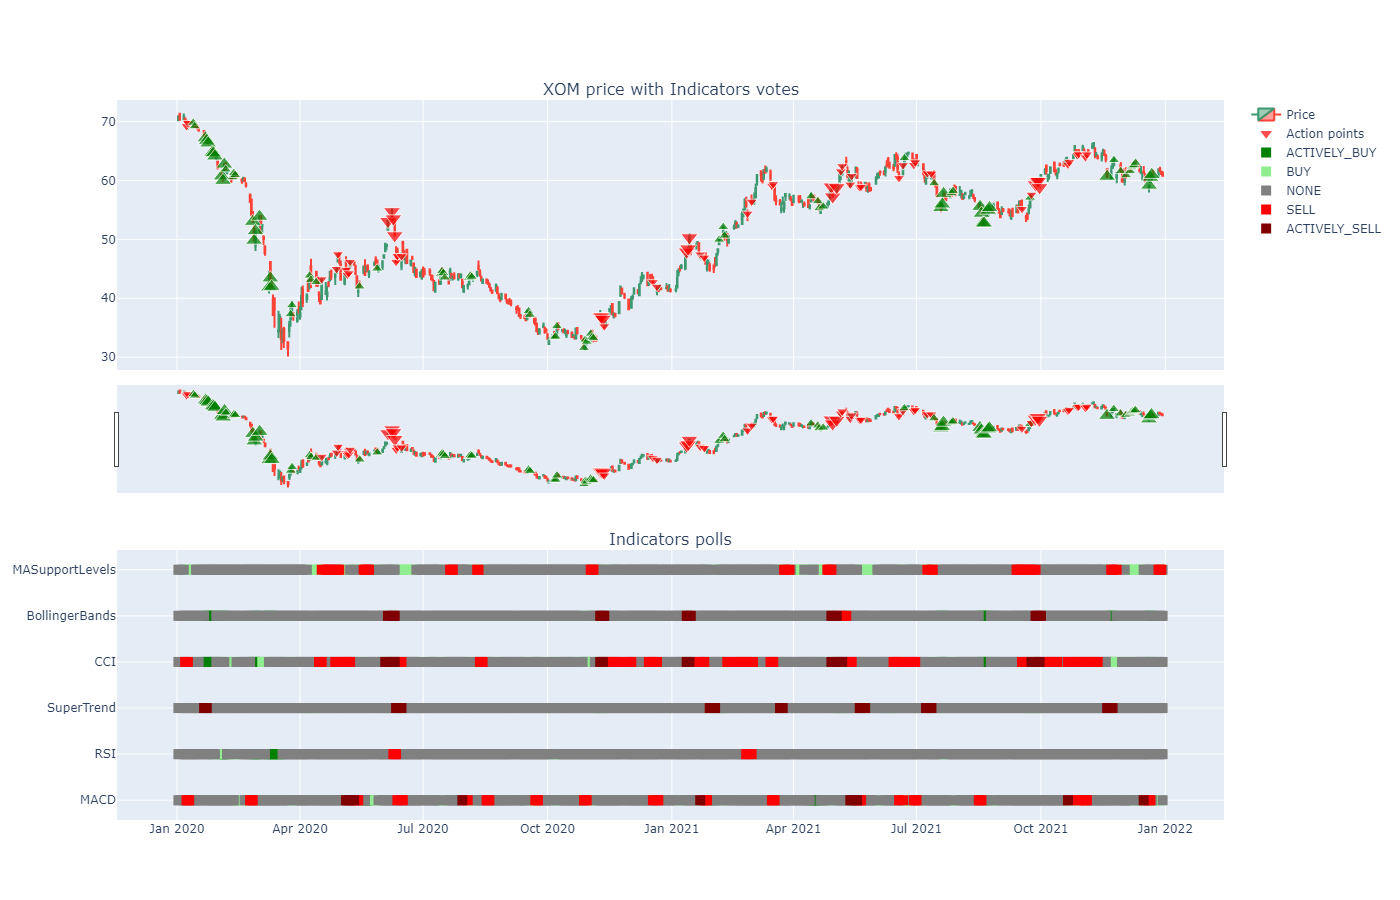 XOM price with Indicators votes
70
60
50
40
30
Price
Action points
ACTIVELY_BUY
BUY
NONE
SELL
ACTIVELY_SELL
Indicators polls
MASupportLevels
BollingerBands
CCI
SuperTrend
RSI
MACD
Jan 2020 Apr 2020 Jul 2020 Oct 2020 Jan 2021 Apr 2021 Jul 2021 Oct 2021 Jan 2022